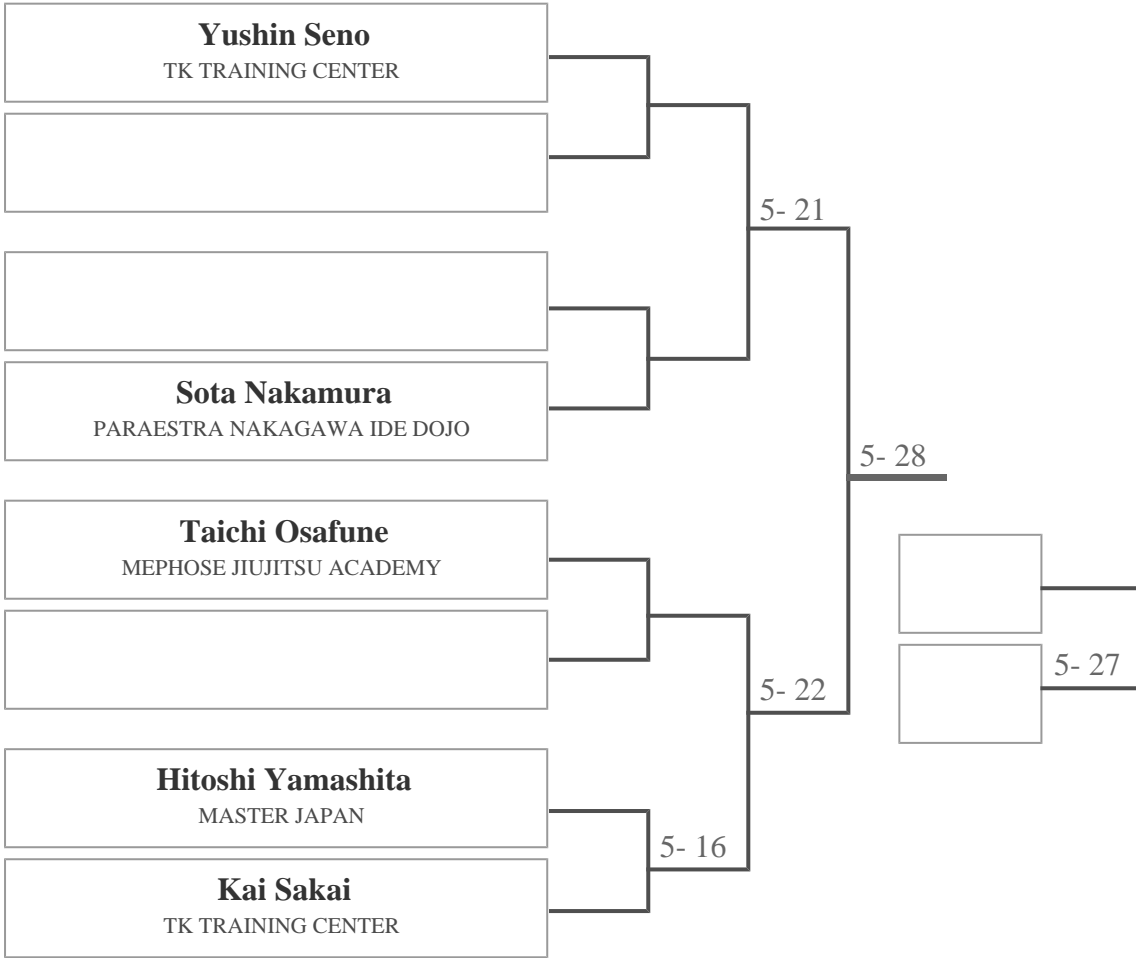 Yushin Seno
TK TRAINING CENTER
5- 21
Sota Nakamura
PARAESTRA NAKAGAWA IDE DOJO
5- 28
Taichi Osafune
MEPHOSE JIUJITSU ACADEMY
5- 27
5- 22
Hitoshi Yamashita
MASTER JAPAN
5- 16
Kai Sakai
TK TRAINING CENTER